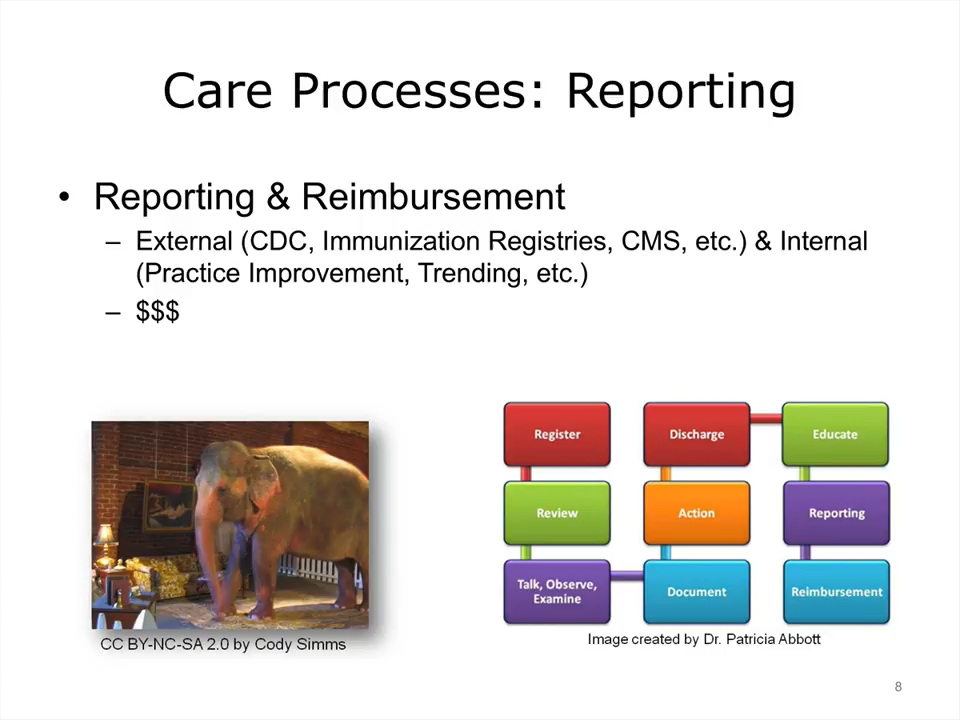 Care Processes: Reporting
• Reporting & Reimbursement
– External (CDC, Immunization Registries, CMS, etc.) & Internal
(Practice Improvement, Trending, etc.)
– $$$
CC BY-NC-SA 2.0 by Cody Simms
Register
Review
Talk, Observe,
Examine
Document
Action
Discharge
Educate
Reporting
Reimbursement
Image created by Dr. Patricia Abbott
8